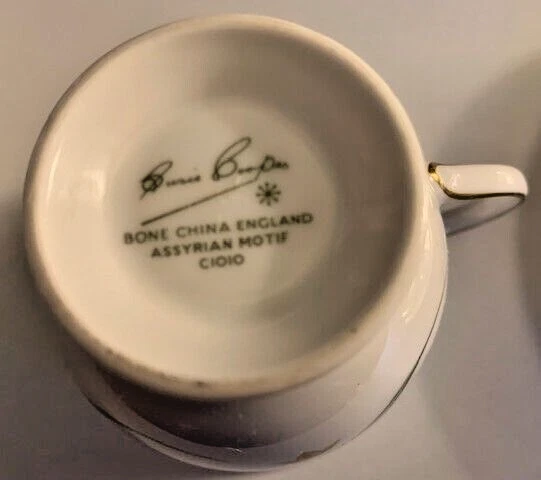 Susie Cooper
BONE CHINA ENGLAND
ASSYRIAN MOTIF
C1010